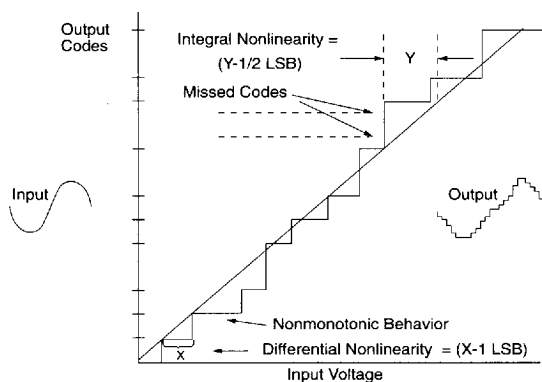 Output
Codes
Integral Nonlinearity =
(Y-1/2 LSB)
Y
Missed Codes
Input
Output
Nonmonotonic Behavior
X
Differential Nonlinearity = (X-1 LSB)
Input Voltage